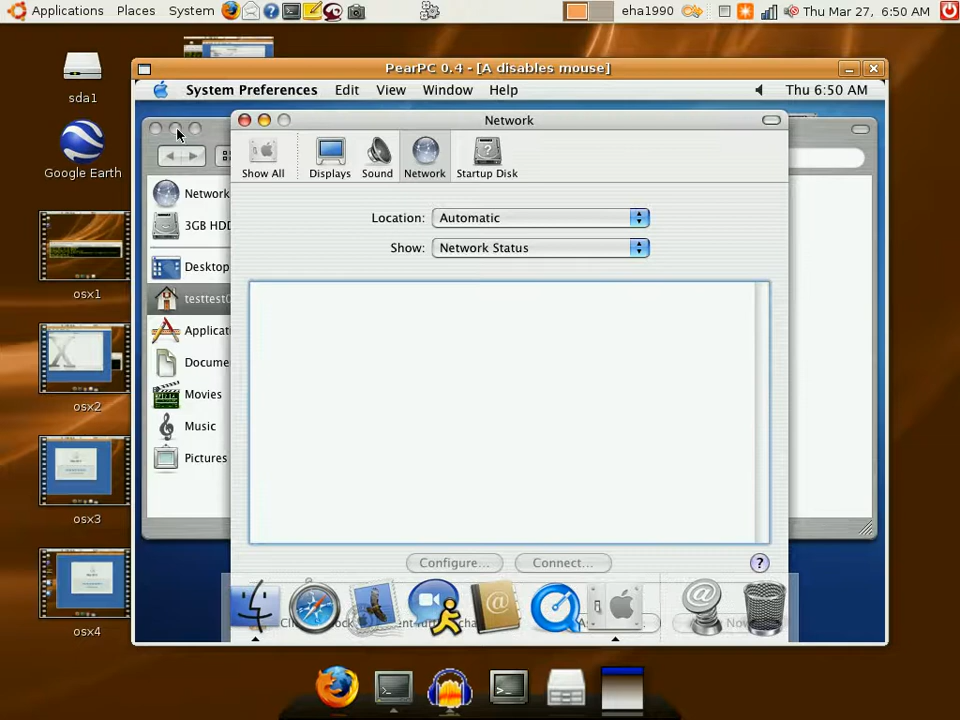 Applications Places System eha1990 Thu Mar 27, 6:50 AM
PearPC 0.4 - [A disables mouse]
System Preferences Edit View Window Help Thu 6:50 AM
Network
Show All Displays Sound Network Startup Disk
Location: Automatic
Show: Network Status
Configure... Connect...
Network
3GB HDD
Desktop
testtest
Applicati
Docume
Movies
Music
Pictures
sda1
Google Earth
osx1
osx2
osx3
osx4